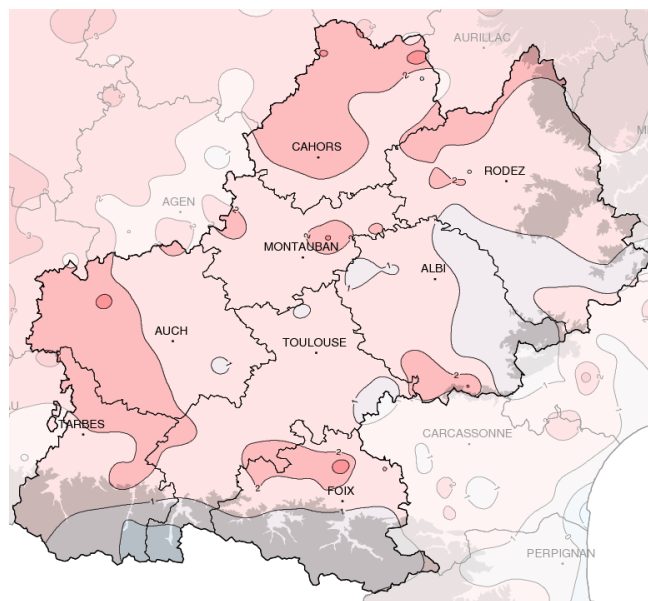 AURILLAC
CAHORS
RODEZ
AGEN
MONTAUBAN
ALBI
AUCH
TOULOUSE
TARBES
CARCASSONNE
FOIX
PERPIGNAN